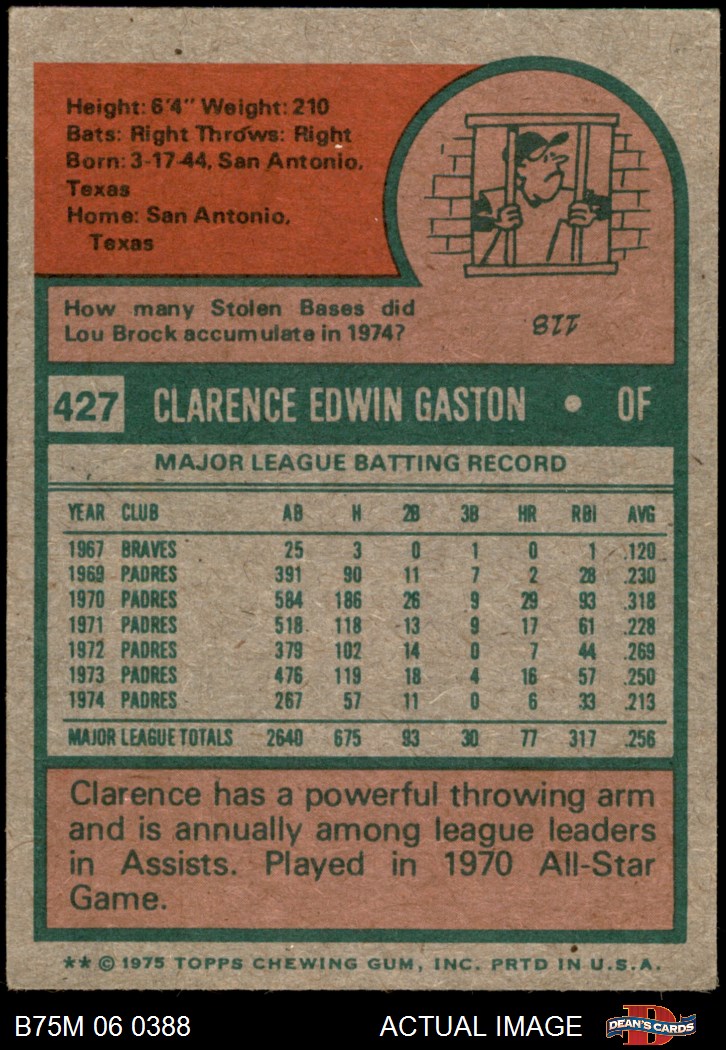 Height: 6'4" Weight: 210
Bats: Right Throws: Right
Born: 3-17-44, San Antonio,
Texas
Home: San Antonio,
Texas
How many Stolen Bases did
Lou Brock accumulate in 1974?
118
427 CLARENCE EDWIN GASTON • OF
MAJOR LEAGUE BATTING RECORD
YEAR CLUB AB H 2B 3B HR RBI AVG
1967 BRAVES 25 3 0 1 0 1 .120
1969 PADRES 391 90 11 7 2 28 .230
1970 PADRES 584 186 26 9 29 93 .318
1971 PADRES 518 118 13 9 17 61 .228
1972 PADRES 379 102 14 0 7 44 .269
1973 PADRES 476 119 18 4 16 57 .250
1974 PADRES 267 57 11 0 6 33 .213
MAJOR LEAGUE TOTALS 2640 675 93 30 77 317 .256
Clarence has a powerful throwing arm
and is annually among league leaders
in Assists. Played in 1970 All-Star
Game.
** © 1975 TOPPS CHEWING GUM, INC. PRTD IN U.S.A.
B75M 06 0388 ACTUAL IMAGE D DEAN'S CARDS